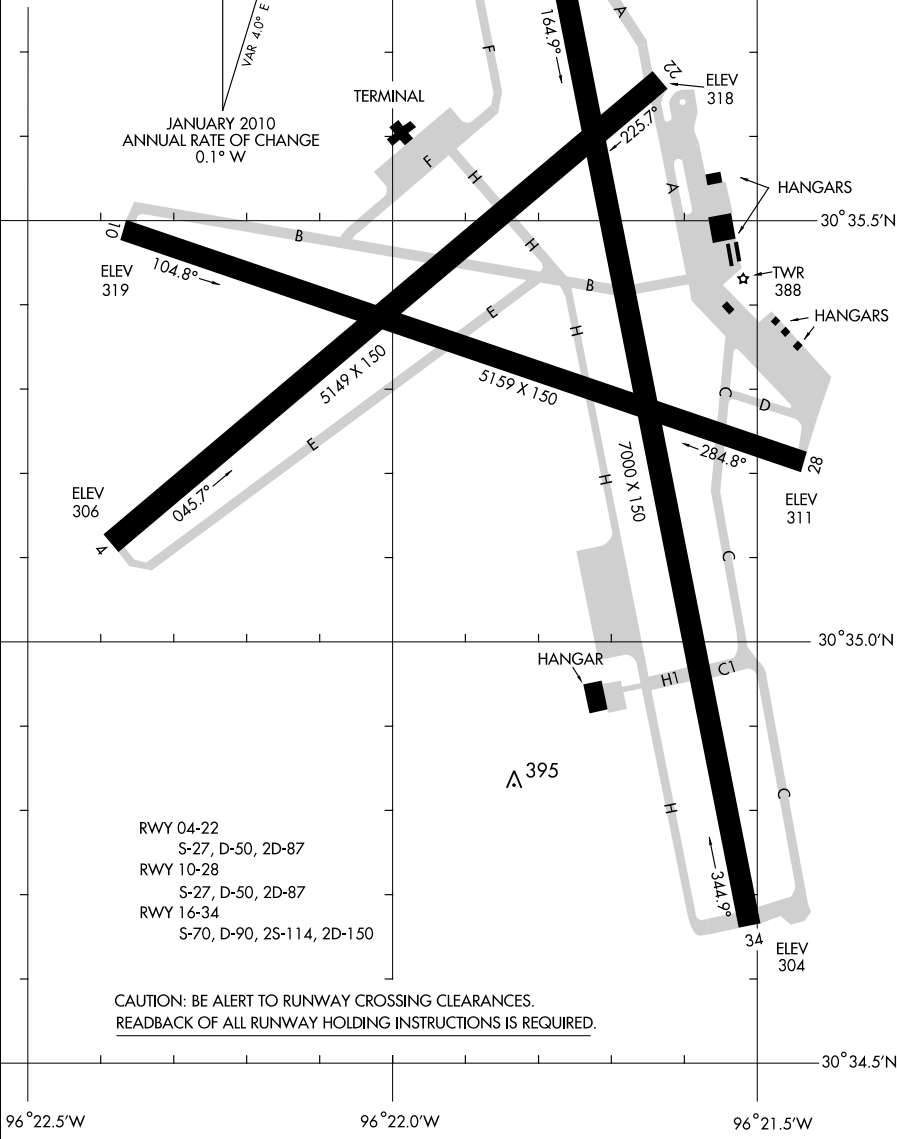 VAR 4.0° E
JANUARY 2010
ANNUAL RATE OF CHANGE
0.1° W
F
164.9°
A
22
ELEV
318
TERMINAL
225.7°
F
H
A
HANGARS
30°35.5'N
10
B
H
104.8°
ELEV
319
B
TWR
388
E
H
HANGARS
5149 X 150
5159 X 150
C
D
E
7000 X 150
284.8°
28
H
ELEV
306
045.7°
ELEV
311
4
C
30°35.0'N
HANGAR
H1
C1
395
H
C
RWY 04-22
S-27, D-50, 2D-87
RWY 10-28
S-27, D-50, 2D-87
RWY 16-34
S-70, D-90, 2S-114, 2D-150
344.9°
34
ELEV
304
CAUTION: BE ALERT TO RUNWAY CROSSING CLEARANCES.
READBACK OF ALL RUNWAY HOLDING INSTRUCTIONS IS REQUIRED.
30°34.5'N
96°22.5'W
96°22.0'W
96°21.5'W